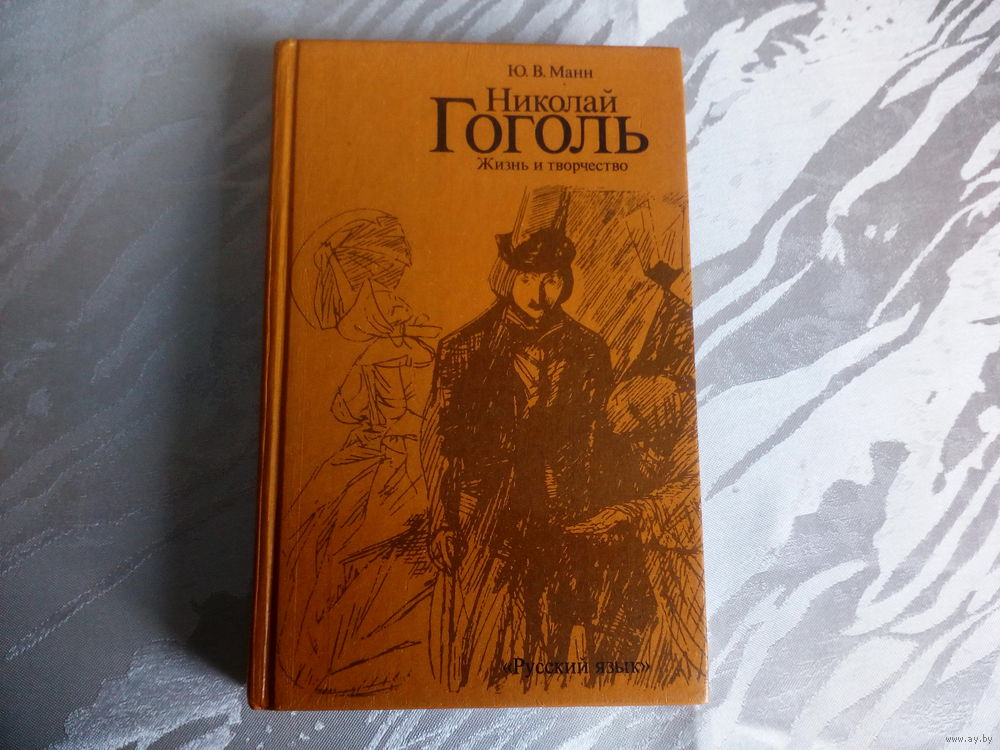 Ю. В. Манн
Николай
Гоголь
Жизнь и творчество
«Русский язык»
www.ay.by